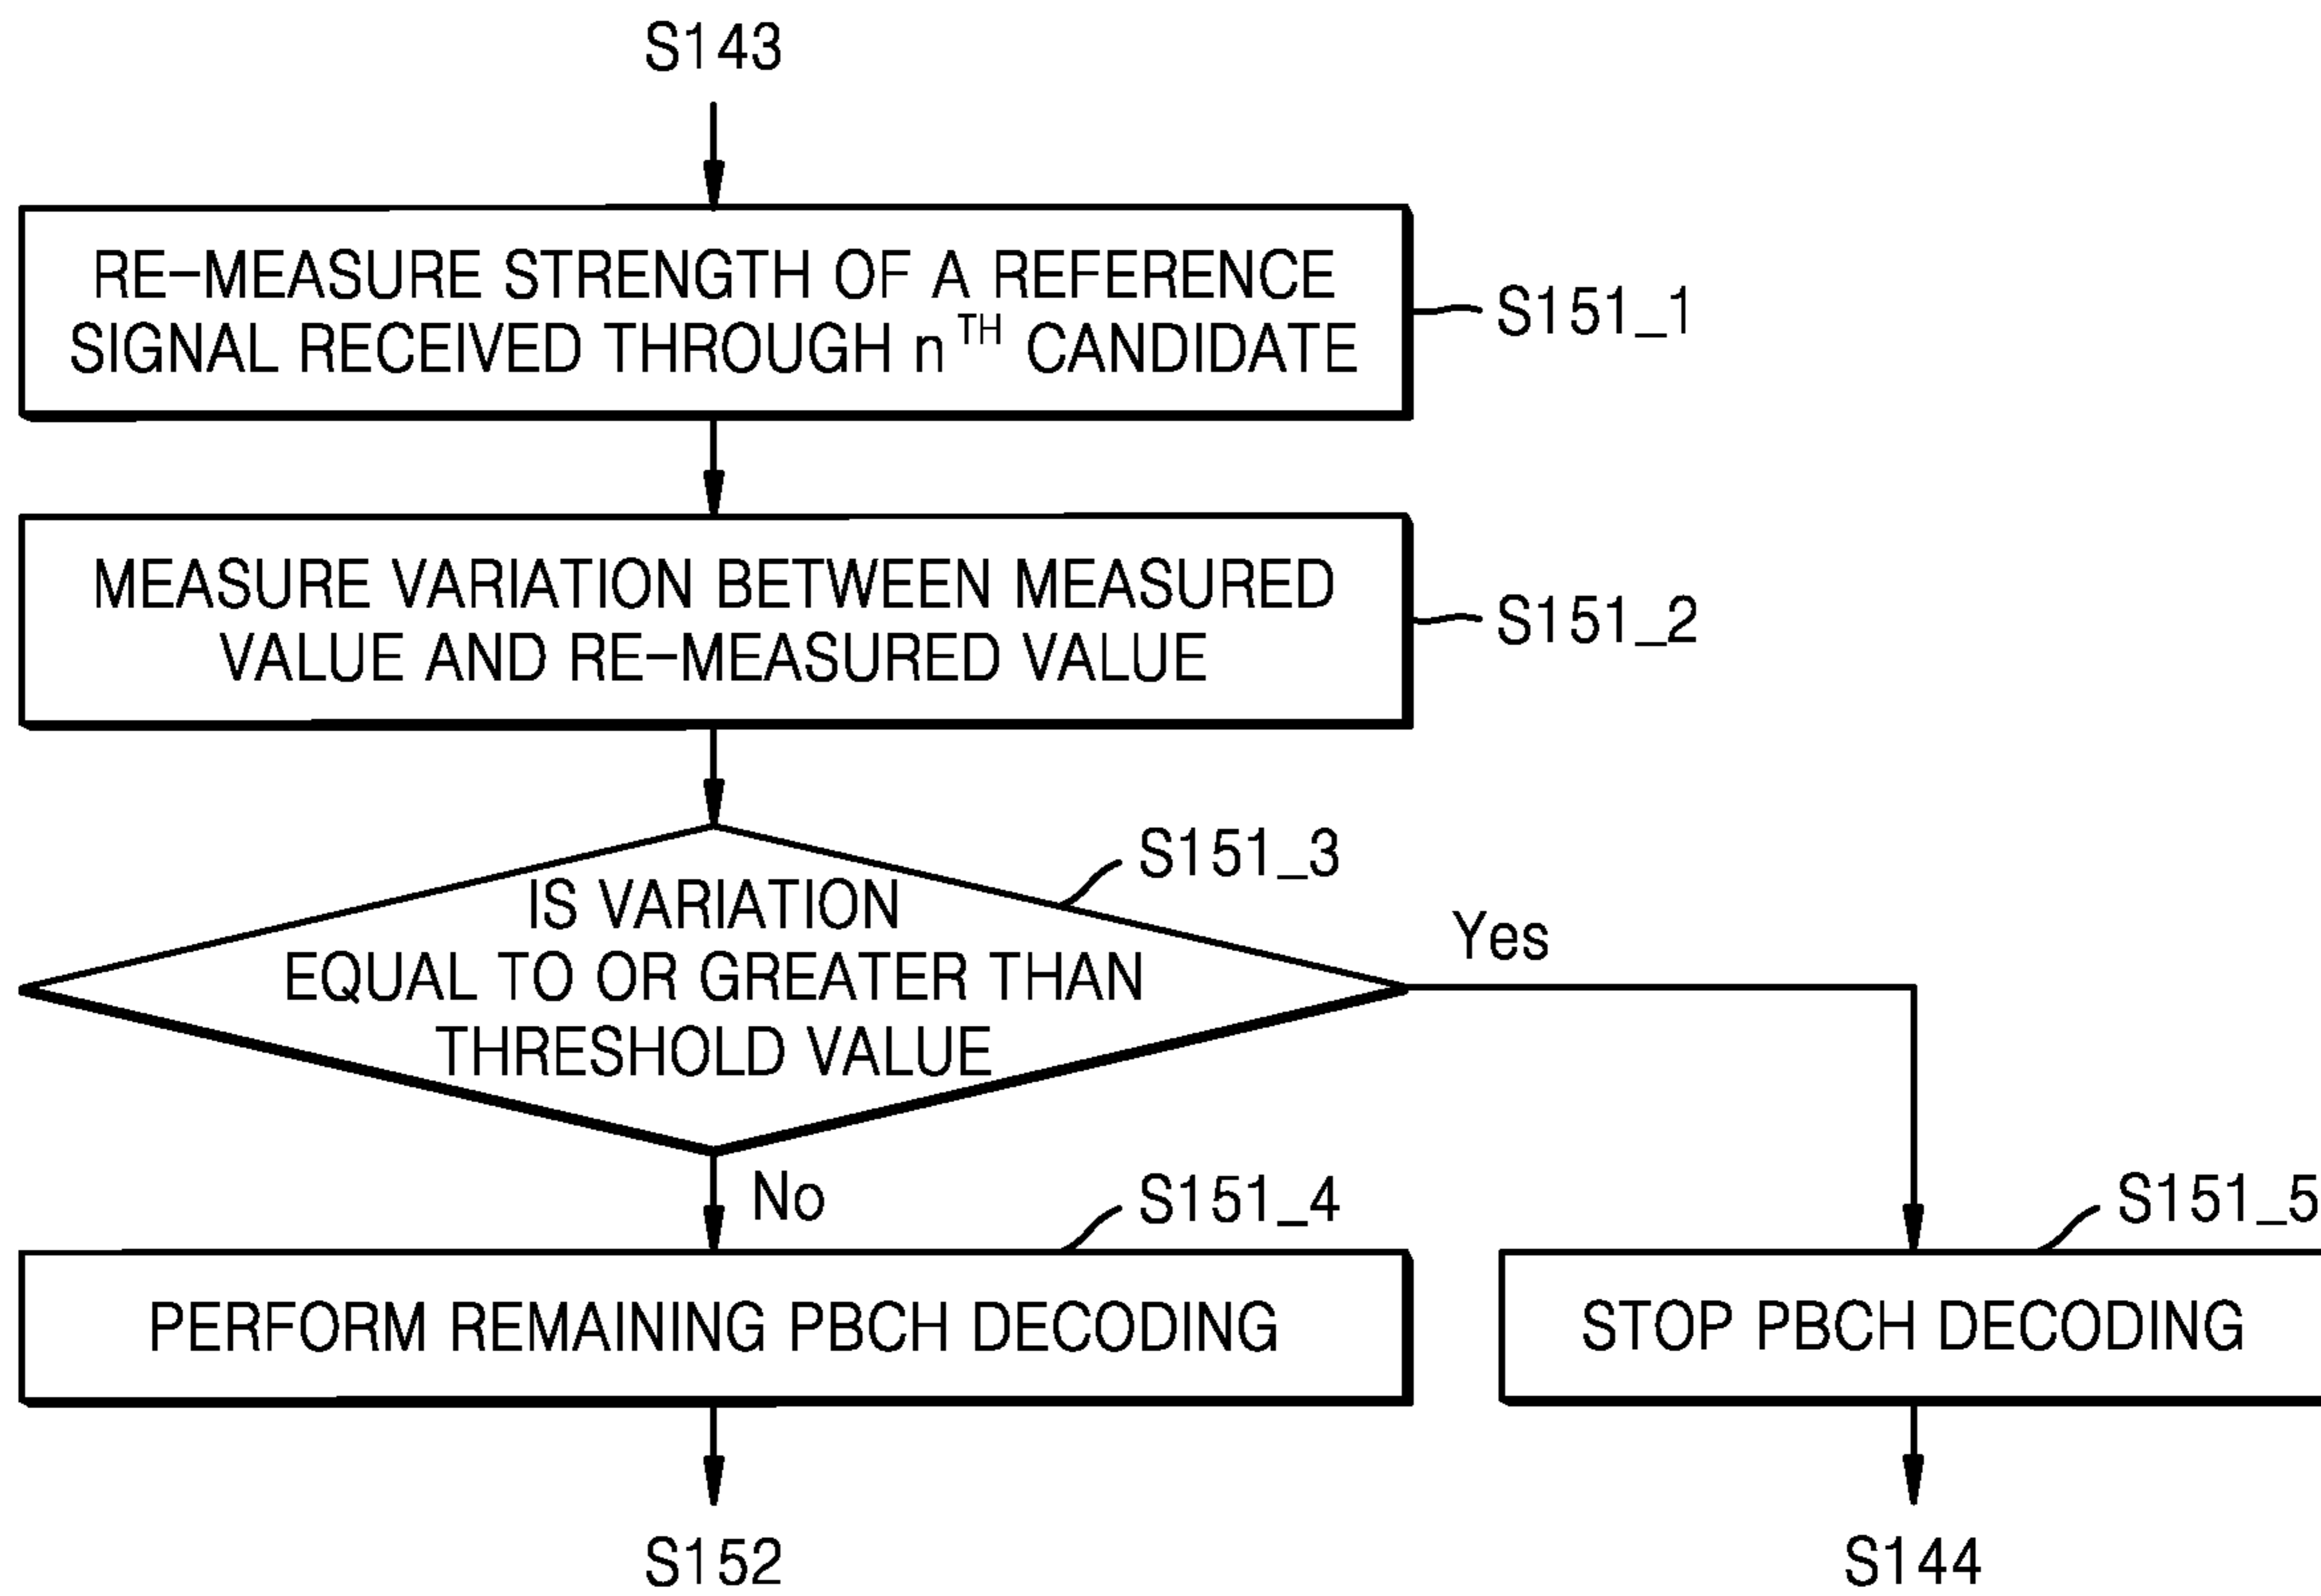 S143
RE-MEASURE STRENGTH OF A REFERENCE
SIGNAL RECEIVED THROUGH nTH CANDIDATE
S151_1
MEASURE VARIATION BETWEEN MEASURED
VALUE AND RE-MEASURED VALUE
S151_2
IS VARIATION
EQUAL TO OR GREATER THAN
THRESHOLD VALUE
S151_3
Yes
No
S151_4
PERFORM REMAINING PBCH DECODING
S151_5
STOP PBCH DECODING
S152
S144